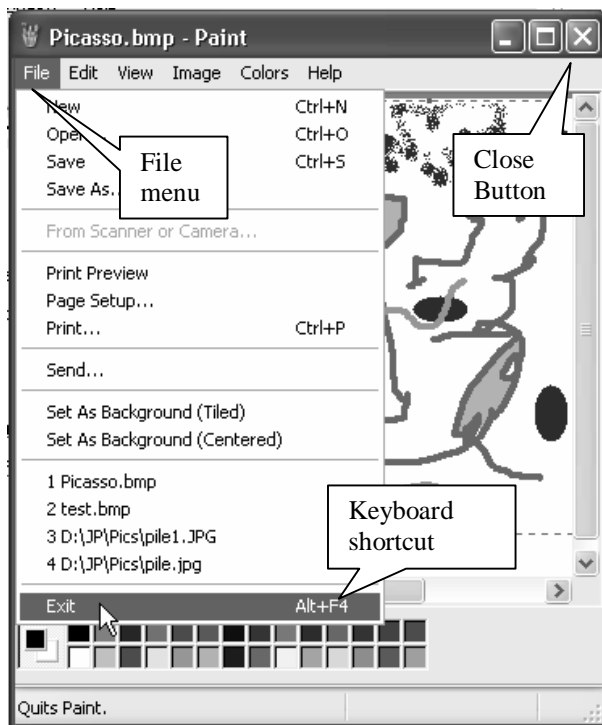 Picasso.bmp - Paint
File Edit View Image Colors Help
New Ctrl+N
Open... Ctrl+O
Save Ctrl+S
Save As...
File
menu
Close
Button
From Scanner or Camera...
Print Preview
Page Setup...
Print... Ctrl+P
Send...
Set As Background (Tiled)
Set As Background (Centered)
1 Picasso.bmp
2 test.bmp
3 D:\JP\Pics\pile1.JPG
4 D:\JP\Pics\pile.jpg
Keyboard
shortcut
Exit Alt+F4
Quits Paint.